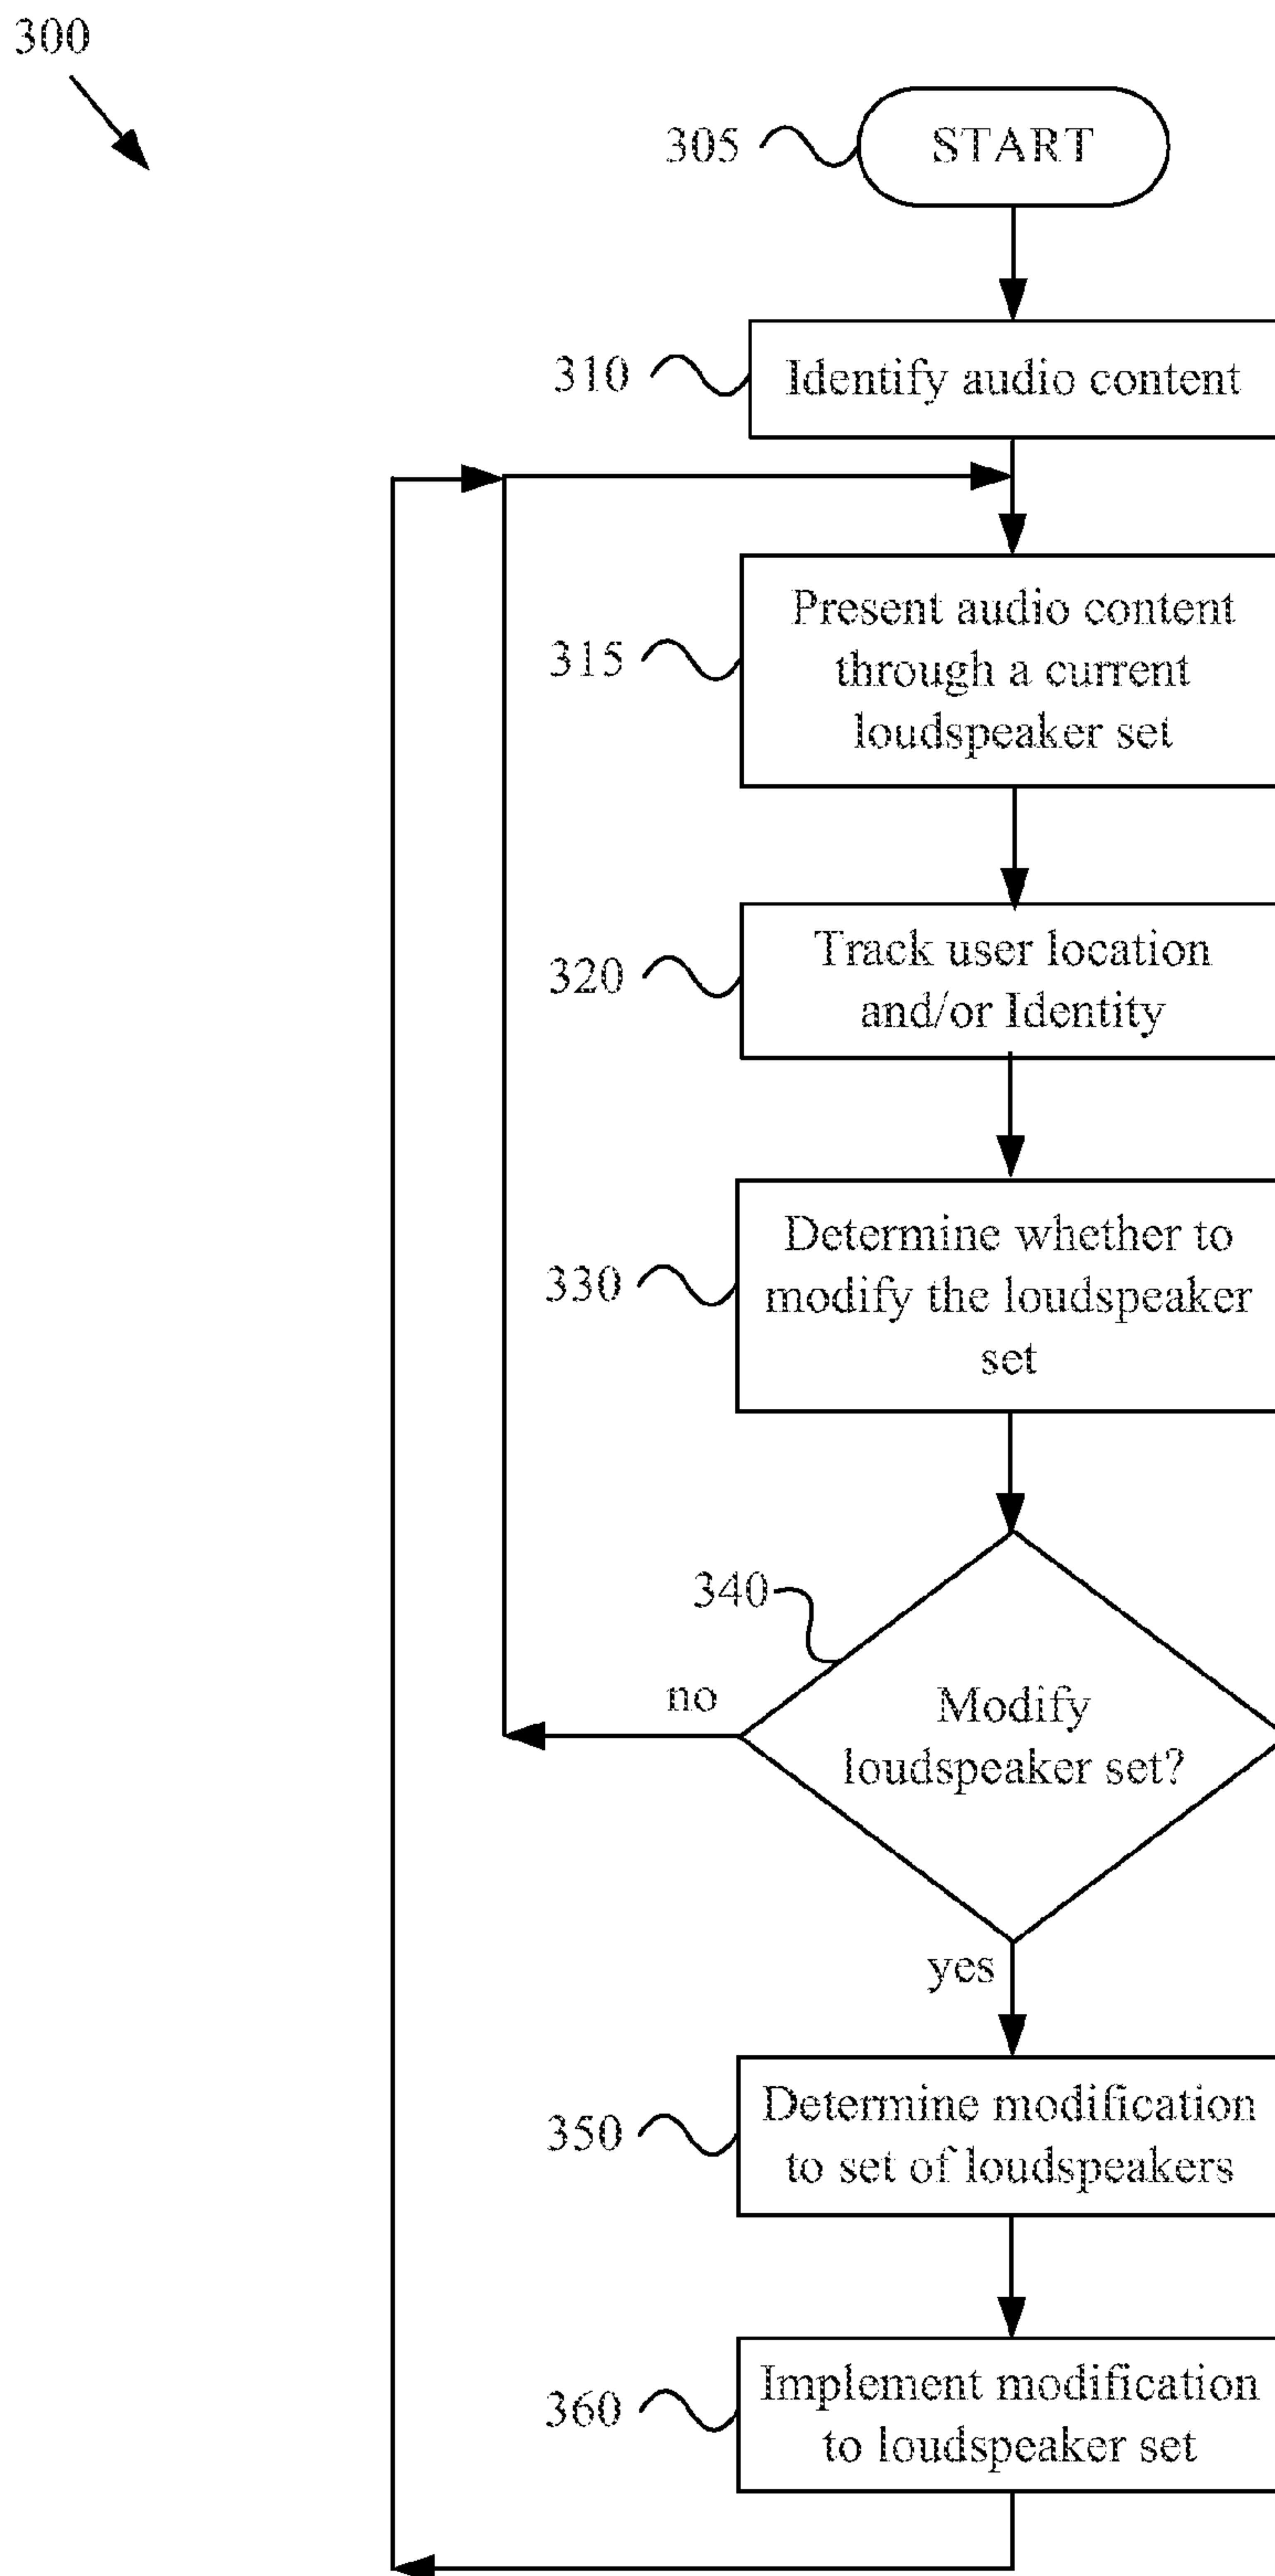 300
305
START
310
Identify audio content
315
Present audio content
through a current
loudspeaker set
320
Track user location
and/or Identity
330
Determine whether to
modify the loudspeaker
set
340
no
Modify
loudspeaker set?
yes
350
Determine modification
to set of loudspeakers
360
Implement modification
to loudspeaker set